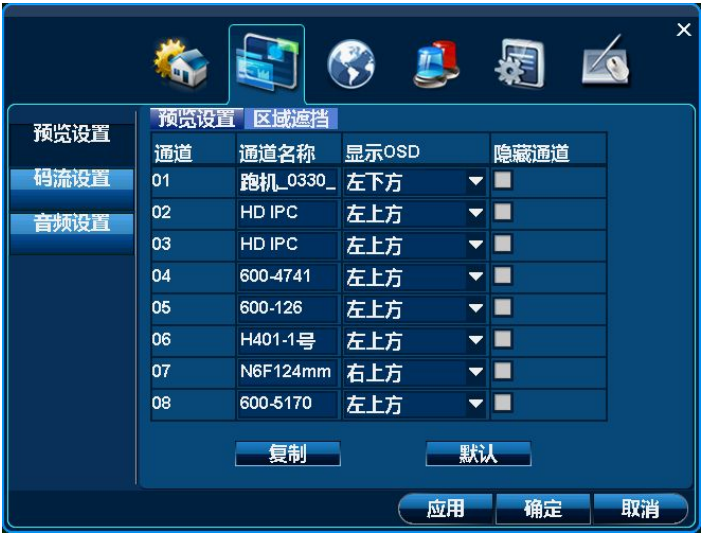 ×
预览设置 区域遮挡
预览设置
码流设置
音频设置
通道 通道名称 显示OSD 隐藏通道
01 跑机_0330_ 左下方
02 HD IPC 左上方
03 HD IPC 左上方
04 600-4741 左上方
05 600-126 左上方
06 H401-1号 左上方
07 N6F124mm 右上方
08 600-5170 左上方
复制 默认
应用 确定 取消